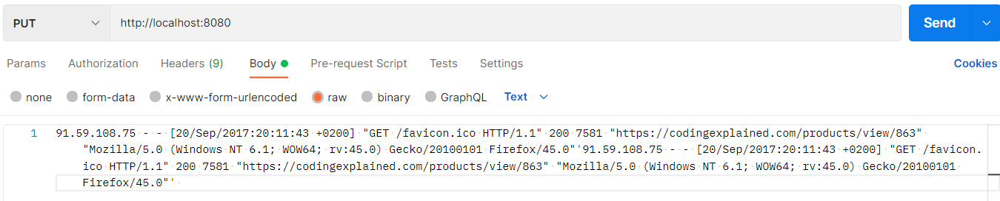 PUT http://localhost:8080 Send
Params Authorization Headers (9) Body Pre-request Script Tests Settings Cookies
none form-data x-www-form-urlencoded raw binary GraphQL Text
1 91.59.108.75 - - [20/Sep/2017:20:11:43 +0200] "GET /favicon.ico HTTP/1.1" 200 7581 "https://codingexplained.com/products/view/863"
"Mozilla/5.0 (Windows NT 6.1; WOW64; rv:45.0) Gecko/20100101 Firefox/45.0"'91.59.108.75 - - [20/Sep/2017:20:11:43 +0200] "GET /favicon.
ico HTTP/1.1" 200 7581 "https://codingexplained.com/products/view/863" "Mozilla/5.0 (Windows NT 6.1; WOW64; rv:45.0) Gecko/20100101
Firefox/45.0"'